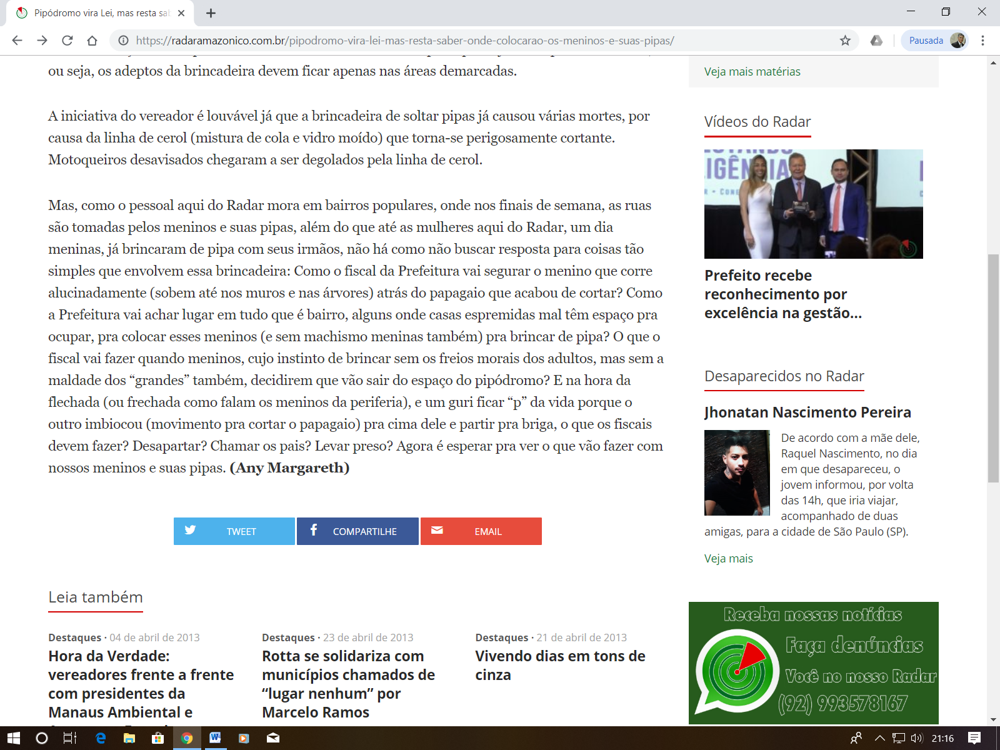 Pipódromo vira Lei, mas resta sab
https://radaramazonico.com.br/pipodromo-vira-lei-mas-resta-saber-onde-colocarao-os-meninos-e-suas-pipas/
Pausada
ou seja, os adeptos da brincadeira devem ficar apenas nas áreas demarcadas.
A iniciativa do vereador é louvável já que a brincadeira de soltar pipas já causou várias mortes, por
causa da linha de cerol (mistura de cola e vidro moído) que torna-se perigosamente cortante.
Motoqueiros desavisados chegaram a ser degolados pela linha de cerol.
Mas, como o pessoal aqui do Radar mora em bairros populares, onde nos finais de semana, as ruas
são tomadas pelos meninos e suas pipas, além do que até as mulheres aqui do Radar, um dia
meninas, já brincaram de pipa com seus irmãos, não há como não buscar resposta para coisas tão
simples que envolvem essa brincadeira: Como o fiscal da Prefeitura vai segurar o menino que corre
alucinadamente (sobem até nos muros e nas árvores) atrás do papagaio que acabou de cortar? Como
a Prefeitura vai achar lugar em tudo que é bairro, alguns onde casas espremidas mal têm espaço pra
ocupar, pra colocar esses meninos (e sem machismo meninas também) pra brincar de pipa? O que o
fiscal vai fazer quando meninos, cujo instinto de brincar sem os freios morais dos adultos, mas sem a
maldade dos “grandes” também, decidirem que vão sair do espaço do pipódromo? E na hora da
flechada (ou frechada como falam os meninos da periferia), e um guri ficar “p” da vida porque o
outro imbiocou (movimento pra cortar o papagaio) pra cima dele e partir pra briga, o que os fiscais
devem fazer? Desapartar? Chamar os pais? Levar preso? Agora é esperar pra ver o que vão fazer com
nossos meninos e suas pipas. (Any Margareth)
TWEET
COMPARTILHE
EMAIL
Leia também
Destaques · 04 de abril de 2013
Hora da Verdade:
vereadores frente a frente
com presidentes da
Manaus Ambiental e
Destaques · 23 de abril de 2013
Rotta se solidariza com
municípios chamados de
“lugar nenhum” por
Marcelo Ramos
Destaques · 21 de abril de 2013
Vivendo dias em tons de
cinza
Veja mais matérias
Vídeos do Radar
IGÊNCIA
Prefeito recebe
reconhecimento por
excelência na gestão...
Desaparecidos no Radar
Jhonatan Nascimento Pereira
De acordo com a mãe dele,
Raquel Nascimento, no dia
em que desapareceu, o
jovem informou, por volta
das 14h, que iria viajar,
acompanhado de duas
amigas, para a cidade de São Paulo (SP).
Veja mais
Receba nossas notícias
Faça denúncias
Você no nosso Radar
(92) 993578167
21:16